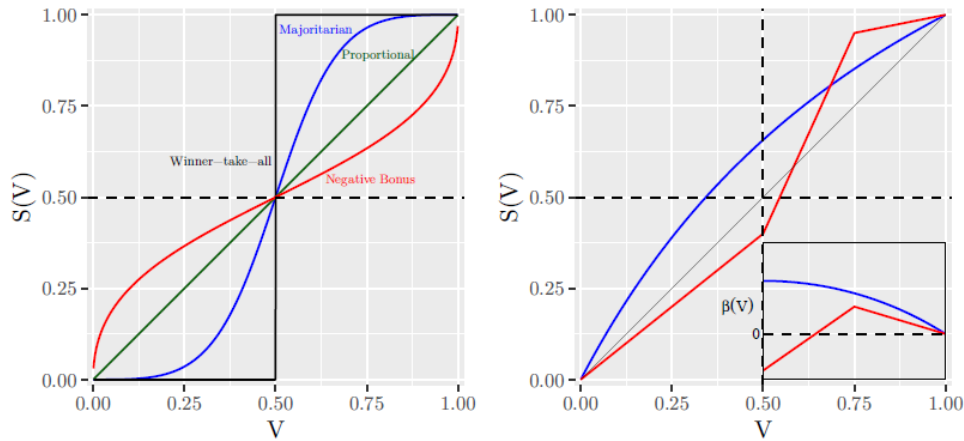 1.00
0.75
0.50
0.25
0.00
S(V)
Majoritarian
Proportional
Winner−take−all
Negative Bonus
0.00 0.25 0.50 0.75 1.00
V
1.00
0.75
0.50
0.25
0.00
S(V)
β(V)
0
0.00 0.25 0.50 0.75 1.00
V